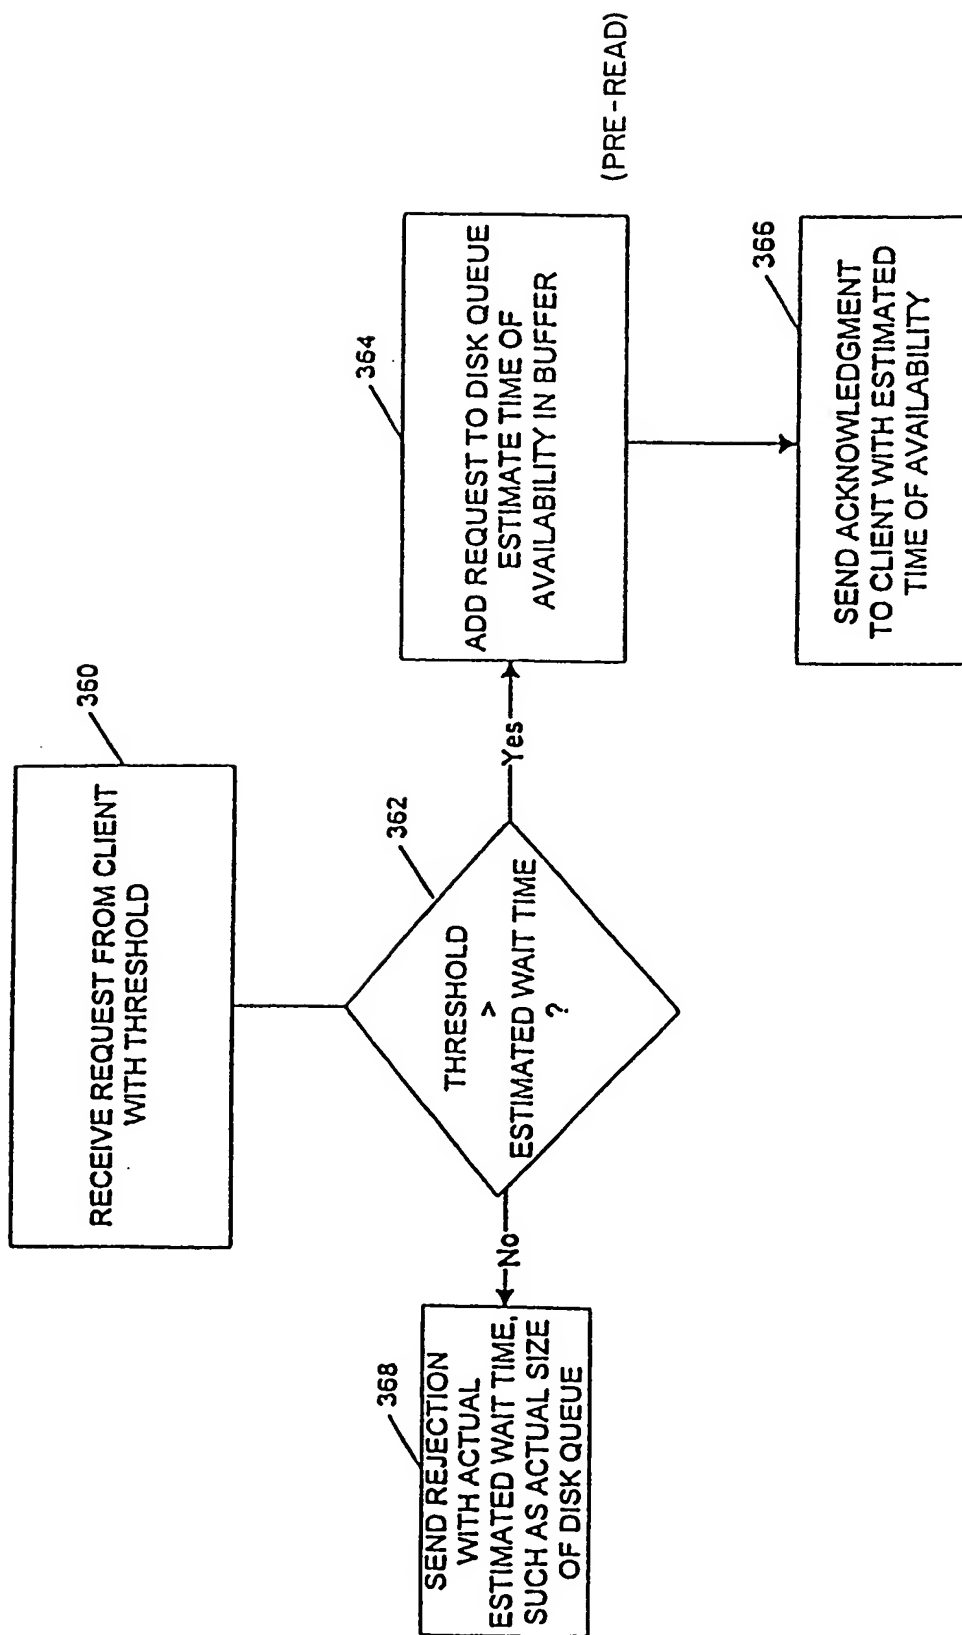 360
RECEIVE REQUEST FROM CLIENT
WITH THRESHOLD
362
THRESHOLD
>
ESTIMATED WAIT TIME
?
No
Yes
368
SEND REJECTION
WITH ACTUAL
ESTIMATED WAIT TIME,
SUCH AS ACTUAL SIZE
OF DISK QUEUE
364
ADD REQUEST TO DISK QUEUE
ESTIMATE TIME OF
AVAILABILITY IN BUFFER
(PRE-READ)
366
SEND ACKNOWLEDGMENT
TO CLIENT WITH ESTIMATED
TIME OF AVAILABILITY